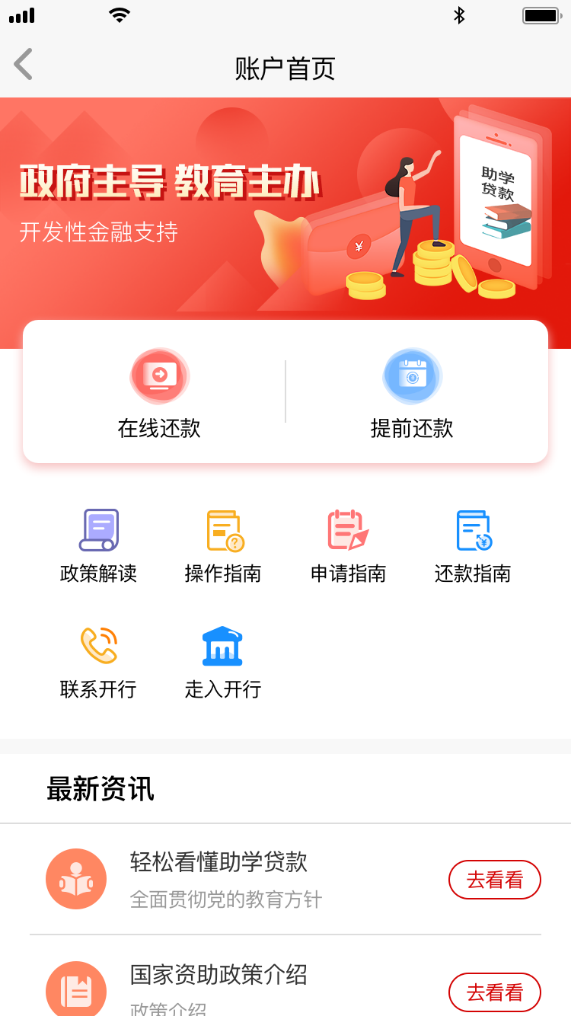 账户首页
政府主导 教育主办
开发性金融支持
助学
贷款
¥
在线还款
提前还款
政策解读
操作指南
申请指南
还款指南
联系开行
走入开行
最新资讯
轻松看懂助学贷款
全面贯彻党的教育方针
去看看
国家资助政策介绍
政策介绍
去看看